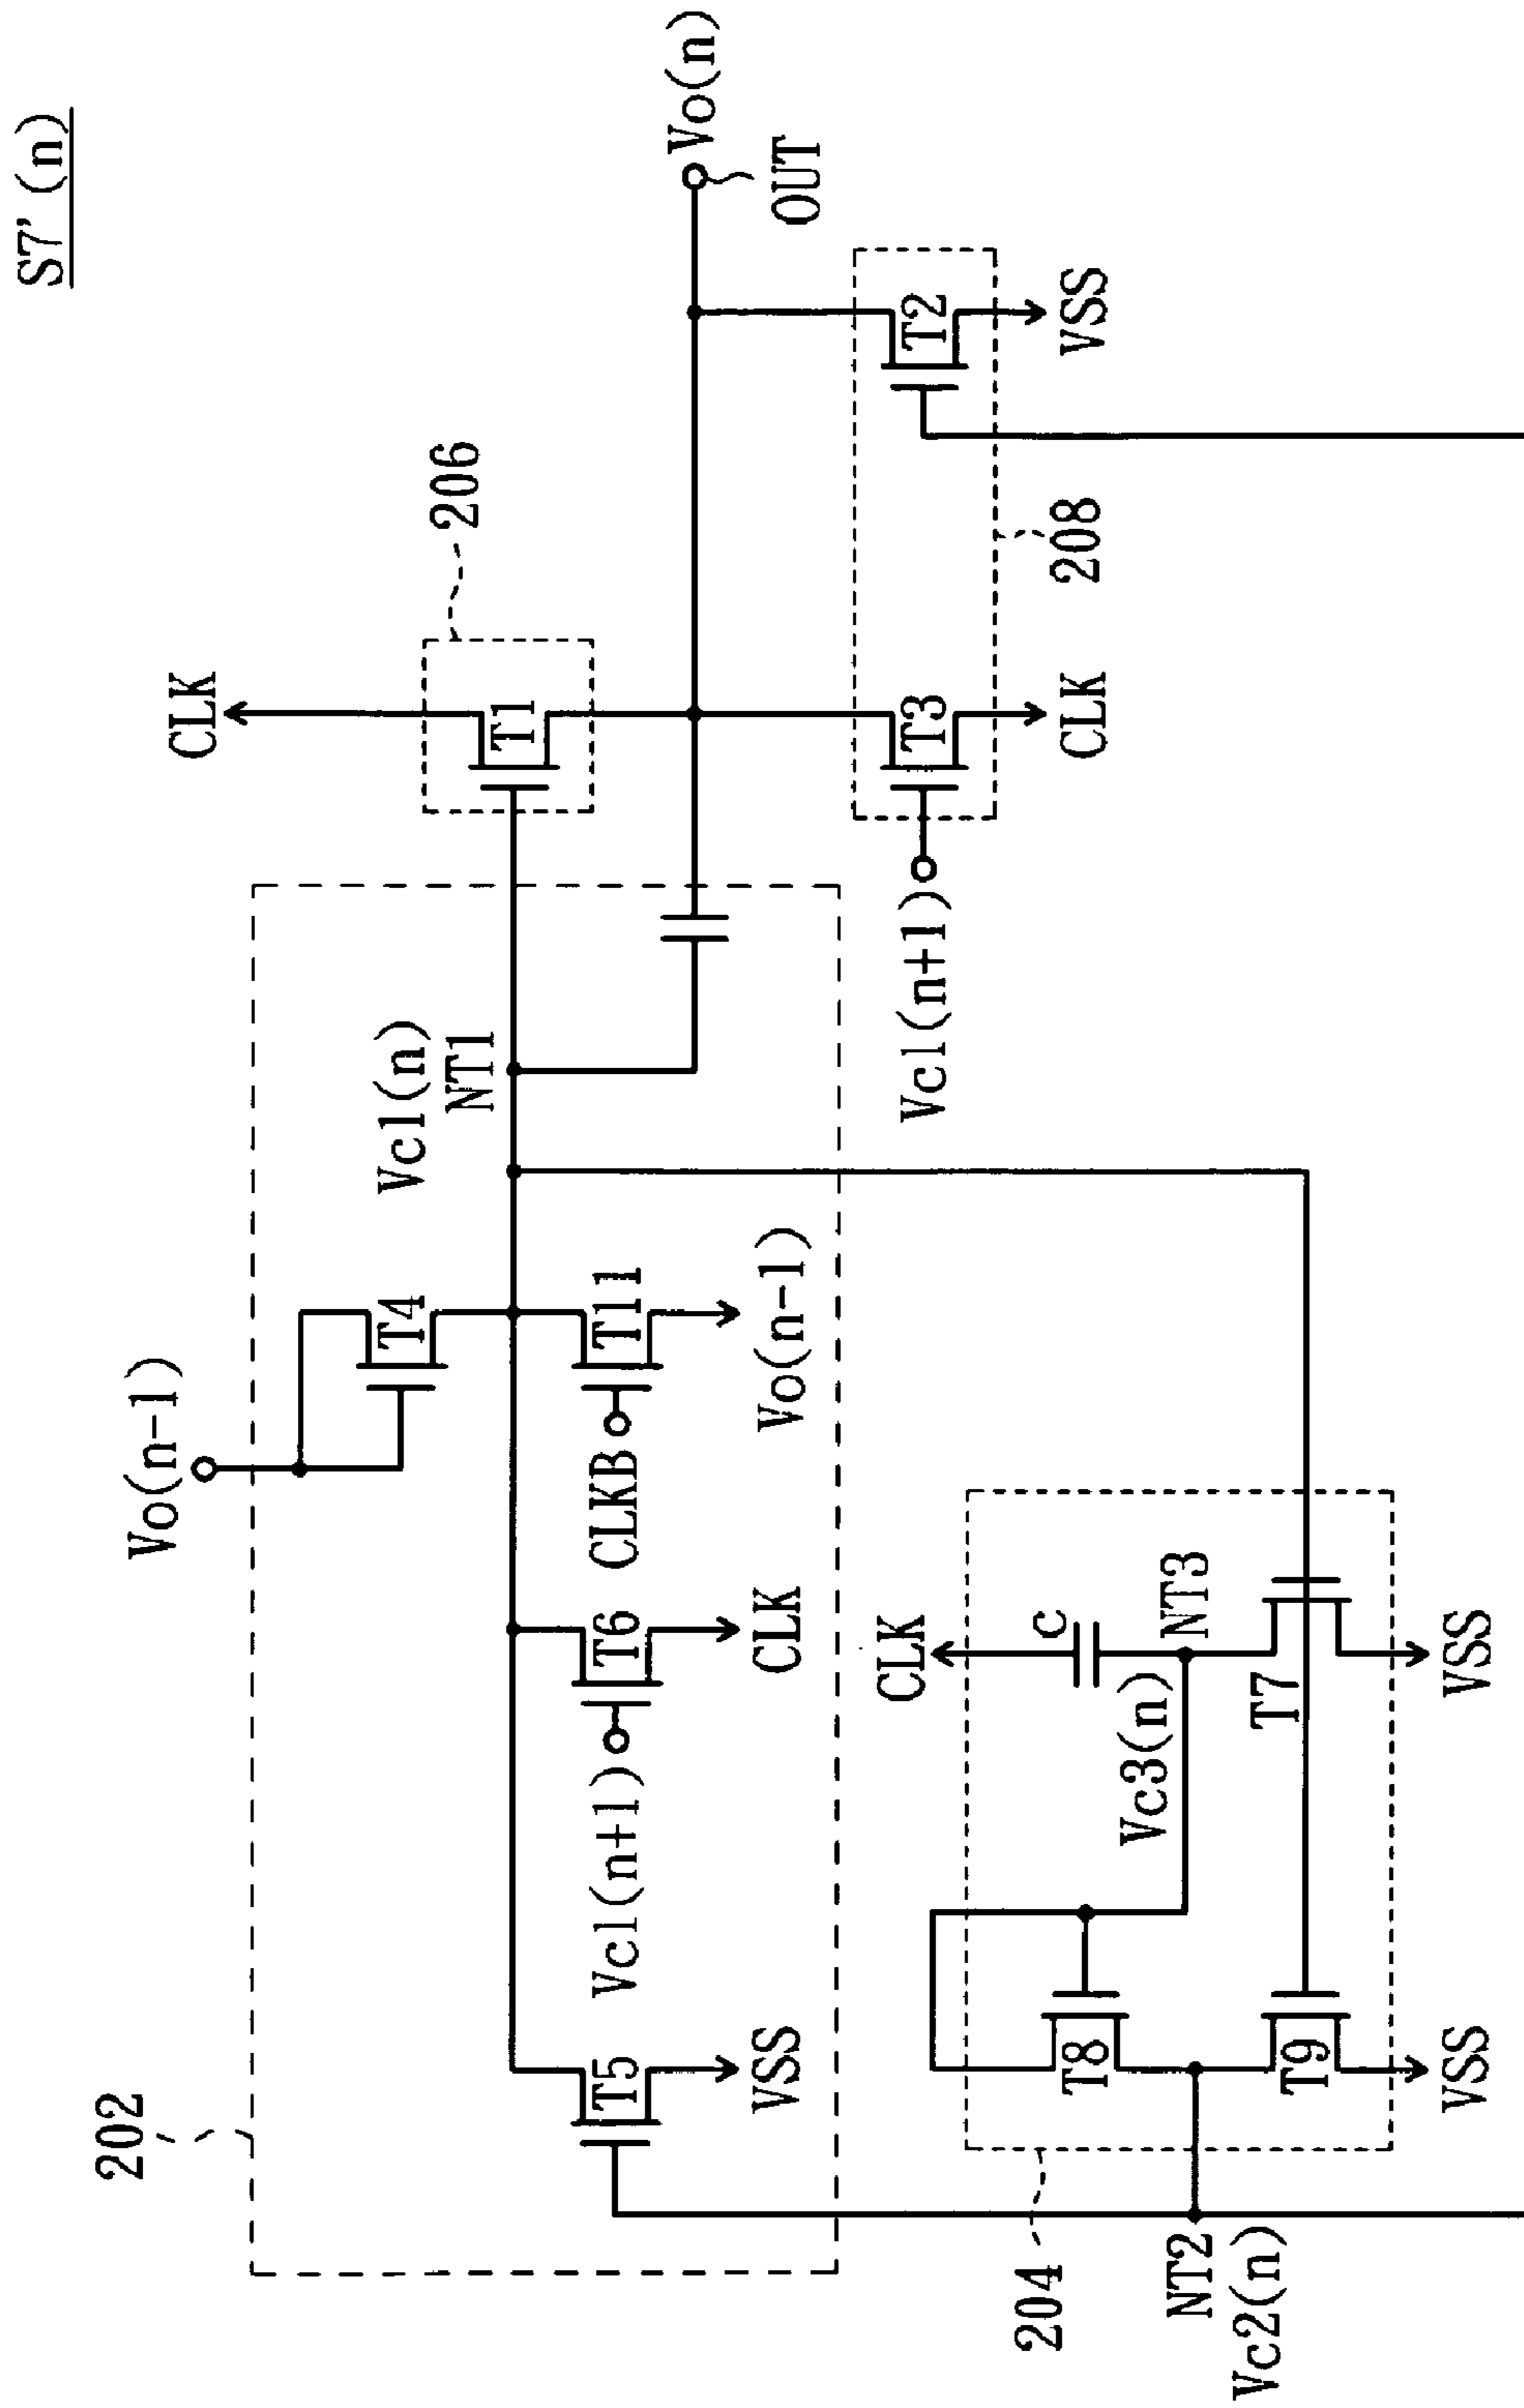 S7' (n)
202
Vo(n-1)
T4
Vc1(n)
NT1
CLK
206
T1
Vo(n)
OUT
T5
VSS
Vc1(n+1)
T6
CLK
CLKB
T11
Vo(n-1)
Vc1(n+1)
T3
CLK
208
T2
VSS
204
CLK
C
NT3
Vc3(n)
T7
VSS
T8
T9
VSS
NT2
Vc2(n)